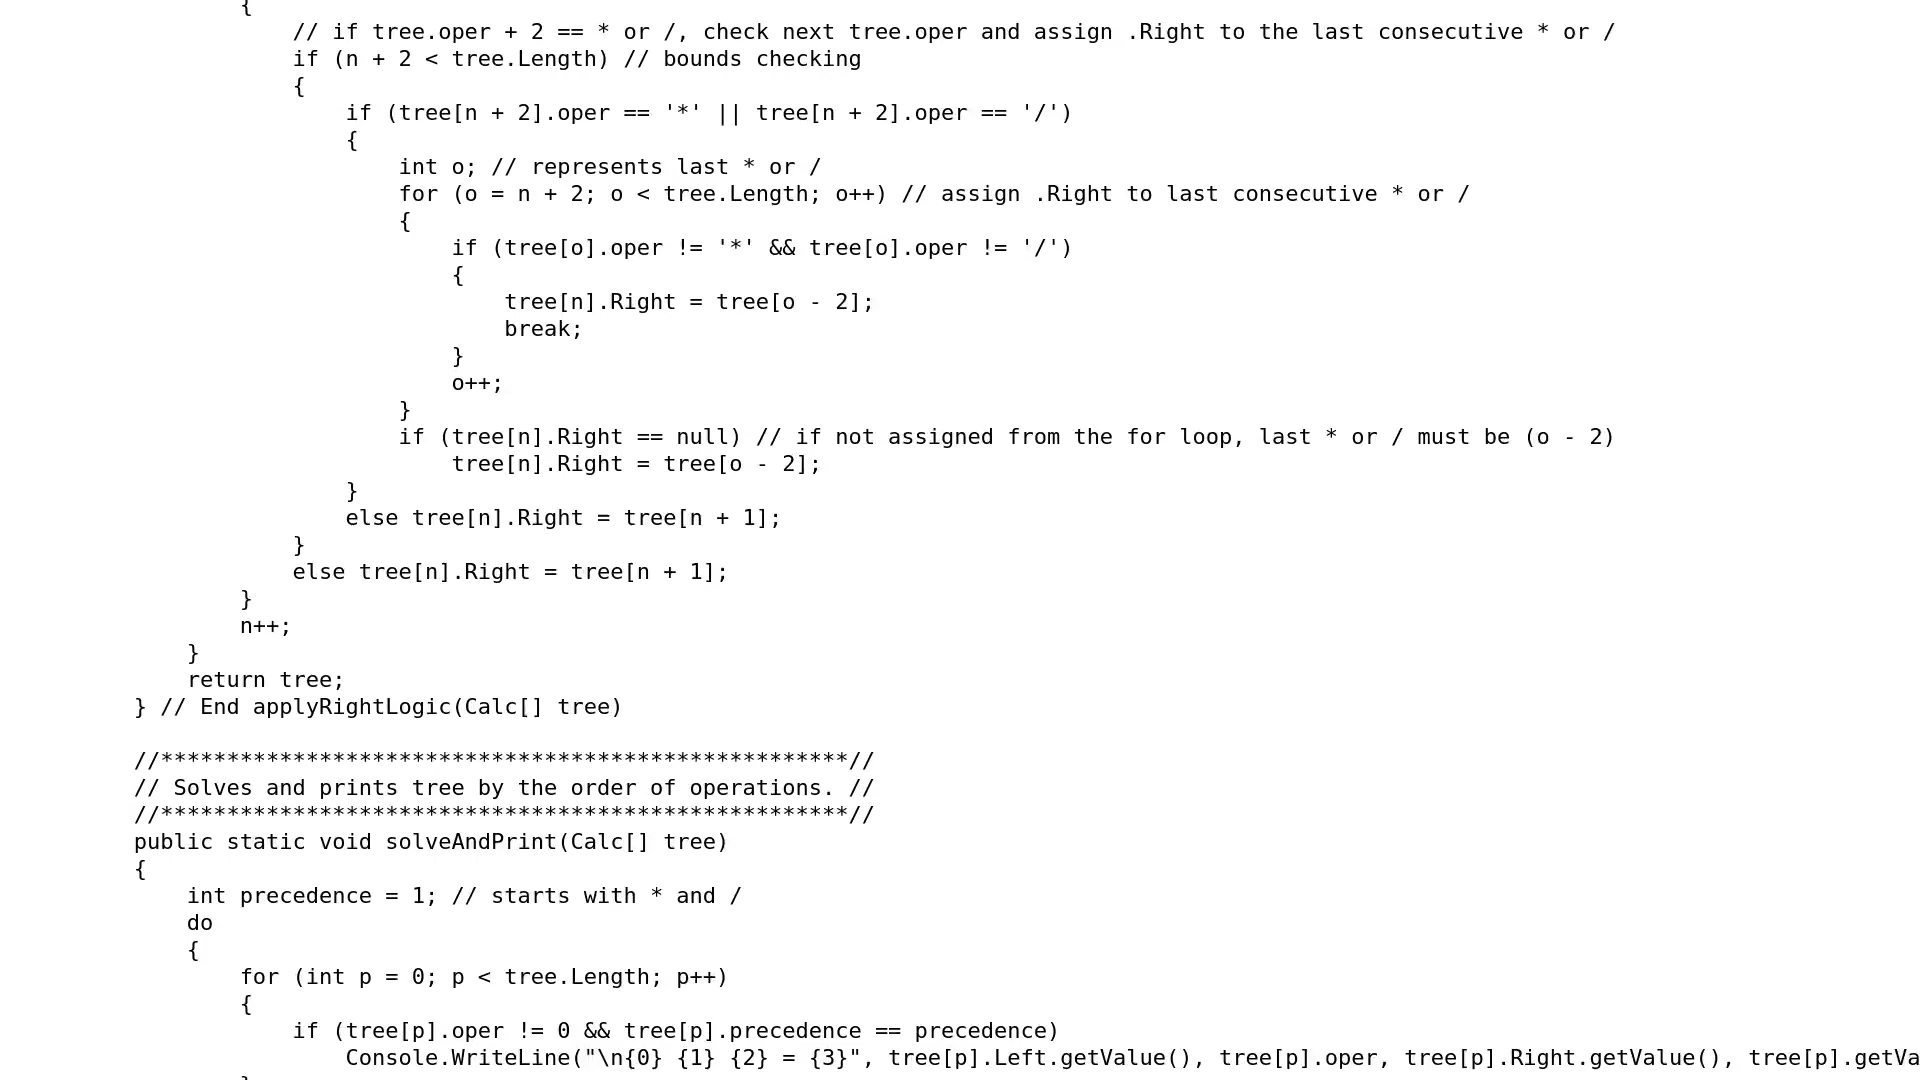 {
// if tree.oper + 2 == * or /, check next tree.oper and assign .Right to the last consecutive * or /
if (n + 2 < tree.Length) // bounds checking
{
if (tree[n + 2].oper == '*' || tree[n + 2].oper == '/')
{
int o; // represents last * or /
for (o = n + 2; o < tree.Length; o++) // assign .Right to last consecutive * or /
{
if (tree[o].oper != '*' && tree[o].oper != '/')
{
tree[n].Right = tree[o - 2];
break;
}
o++;
}
if (tree[n].Right == null) // if not assigned from the for loop, last * or / must be (o - 2)
tree[n].Right = tree[o - 2];
}
else tree[n].Right = tree[n + 1];
}
else tree[n].Right = tree[n + 1];
}
n++;
}
return tree;
} // End applyRightLogic(Calc[] tree)
//****************************************************//
// Solves and prints tree by the order of operations. //
//****************************************************//
public static void solveAndPrint(Calc[] tree)
{
int precedence = 1; // starts with * and /
do
{
for (int p = 0; p < tree.Length; p++)
{
if (tree[p].oper != 0 && tree[p].precedence == precedence)
Console.WriteLine("\n{0} {1} {2} = {3}", tree[p].Left.getValue(), tree[p].oper, tree[p].Right.getValue(), tree[p].getVa
}